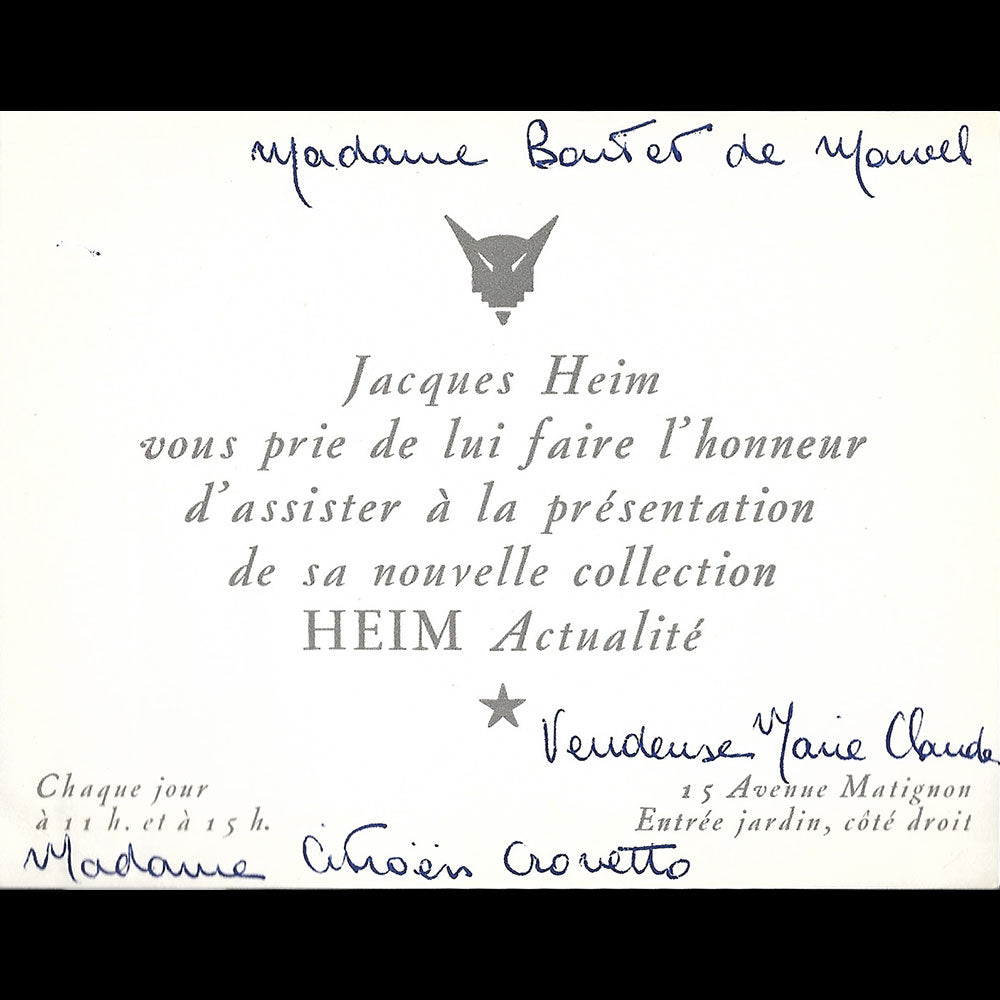 Madame Boutet de Monvel
Jacques Heim
vous prie de lui faire l'honneur
d'assister à la présentation
de sa nouvelle collection
HEIM Actualité
Vendeuse Marie Claude
Chaque jour
à 11 h. et à 15 h.
15 Avenue Matignon
Entrée jardin, côté droit
Madame Citroën Crovetto